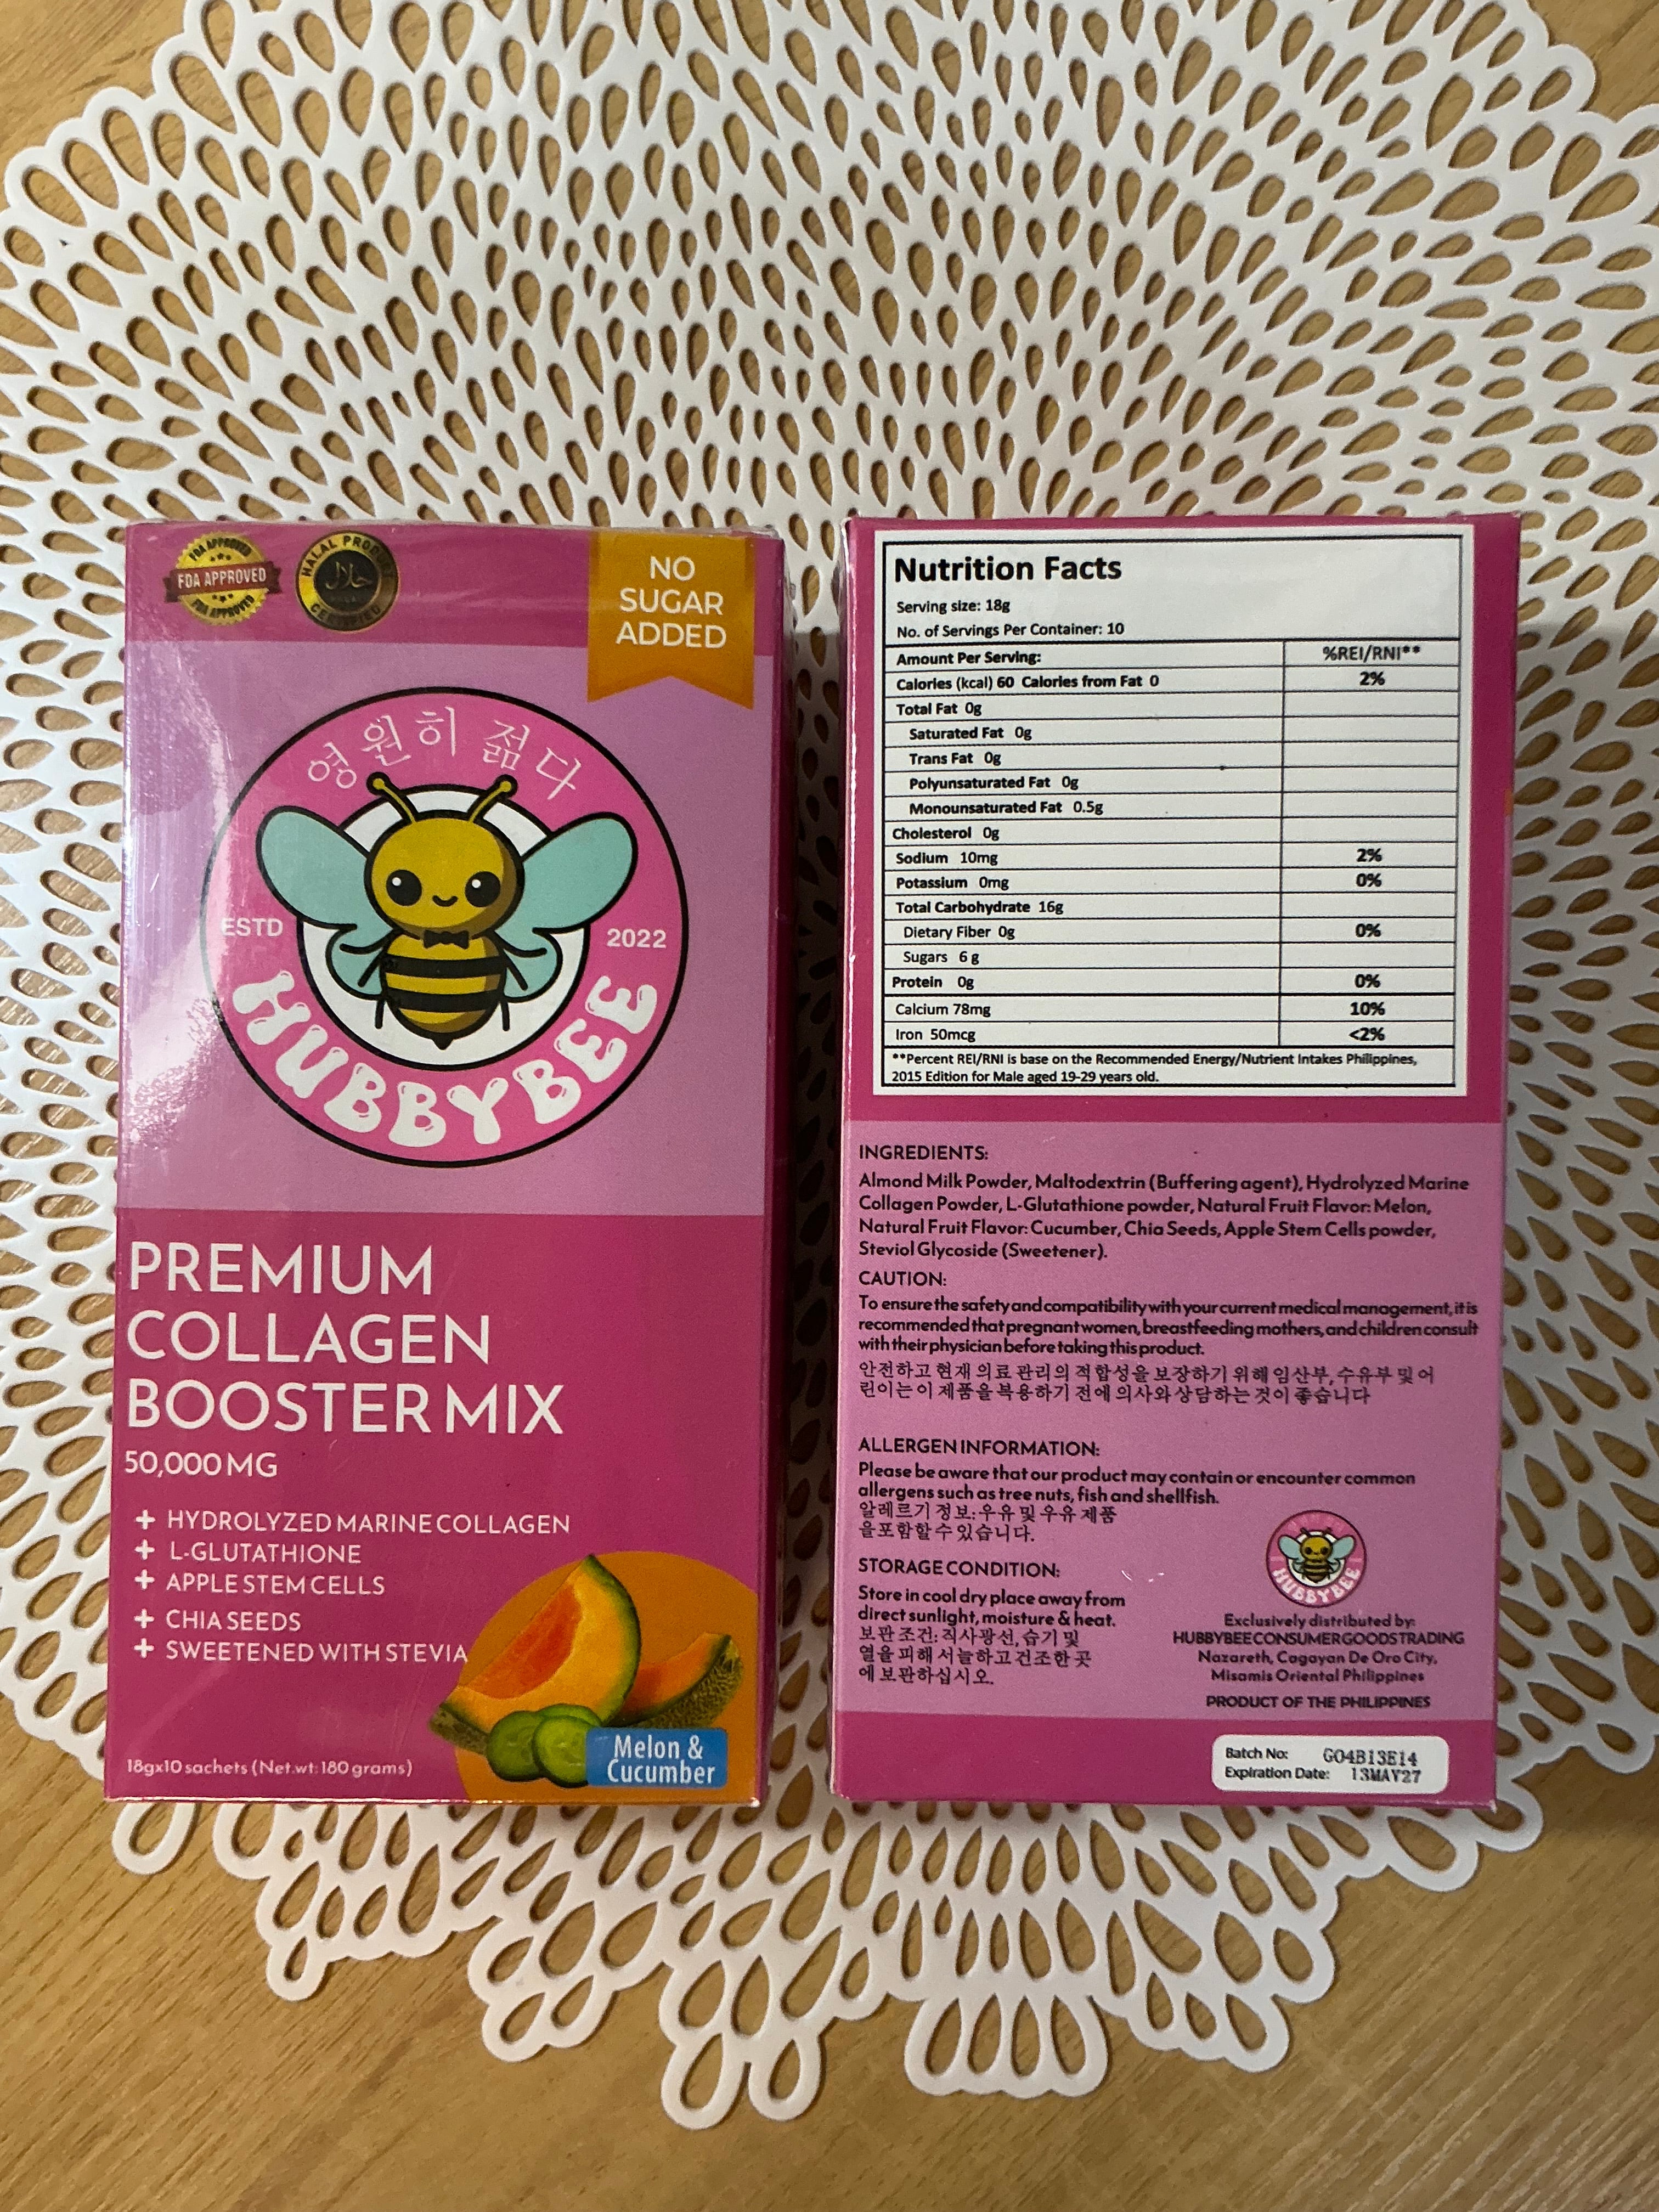 FDA APPROVED
FDA APPROVED
FDA APPROVED
HALAL PRODUCT
حلال
CERTIFIED
NO
SUGAR
ADDED
영원히 젊다
ESTD
2022
HUBBYBEE
PREMIUM
COLLAGEN
BOOSTER MIX
50,000 MG
+ HYDROLYZED MARINE COLLAGEN
+ L-GLUTATHIONE
+ APPLE STEM CELLS
+ CHIA SEEDS
+ SWEETENED WITH STEVIA
Melon &
Cucumber
18gx10 sachets (Net.wt: 180 grams)
Nutrition Facts
Serving size: 18g
No. of Servings Per Container: 10
Amount Per Serving: %REI/RNI**
Calories (kcal) 60 Calories from Fat 0 2%
Total Fat 0g
Saturated Fat 0g
Trans Fat 0g
Polyunsaturated Fat 0g
Monounsaturated Fat 0.5g
Cholesterol 0g
Sodium 10mg 2%
Potassium 0mg 0%
Total Carbohydrate 16g
Dietary Fiber 0g 0%
Sugars 6 g
Protein 0g 0%
Calcium 78mg 10%
Iron 50mcg <2%
**Percent REI/RNI is base on the Recommended Energy/Nutrient Intakes Philippines,
2015 Edition for Male aged 19-29 years old.
INGREDIENTS:
Almond Milk Powder, Maltodextrin (Buffering agent), Hydrolyzed Marine
Collagen Powder, L-Glutathione powder, Natural Fruit Flavor: Melon,
Natural Fruit Flavor: Cucumber, Chia Seeds, Apple Stem Cells powder,
Steviol Glycoside (Sweetener).
CAUTION:
To ensure the safety and compatibility with your current medical management, it is
recommended that pregnant women, breastfeeding mothers, and children consult
with their physician before taking this product.
안전하고 현재 의료 관리의 적합성을 보장하기 위해 임산부, 수유부 및 어
린이는 이 제품을 복용하기 전에 의사와 상담하는 것이 좋습니다
ALLERGEN INFORMATION:
Please be aware that our product may contain or encounter common
allergens such as tree nuts, fish and shellfish.
알레르기 정보: 우유 및 우유 제품
을 포함할 수 있습니다.
STORAGE CONDITION:
Store in cool dry place away from
direct sunlight, moisture & heat.
보관 조건: 직사광선, 습기 및
열을 피해 서늘하고 건조한 곳
에 보관하십시오.
HUBBYBEE
Exclusively distributed by:
HUBBYBEE CONSUMER GOODS TRADING
Nazareth, Cagayan De Oro City,
Misamis Oriental Philippines
PRODUCT OF THE PHILIPPINES
Batch No: GO4B13E14
Expiration Date: 13MAY27